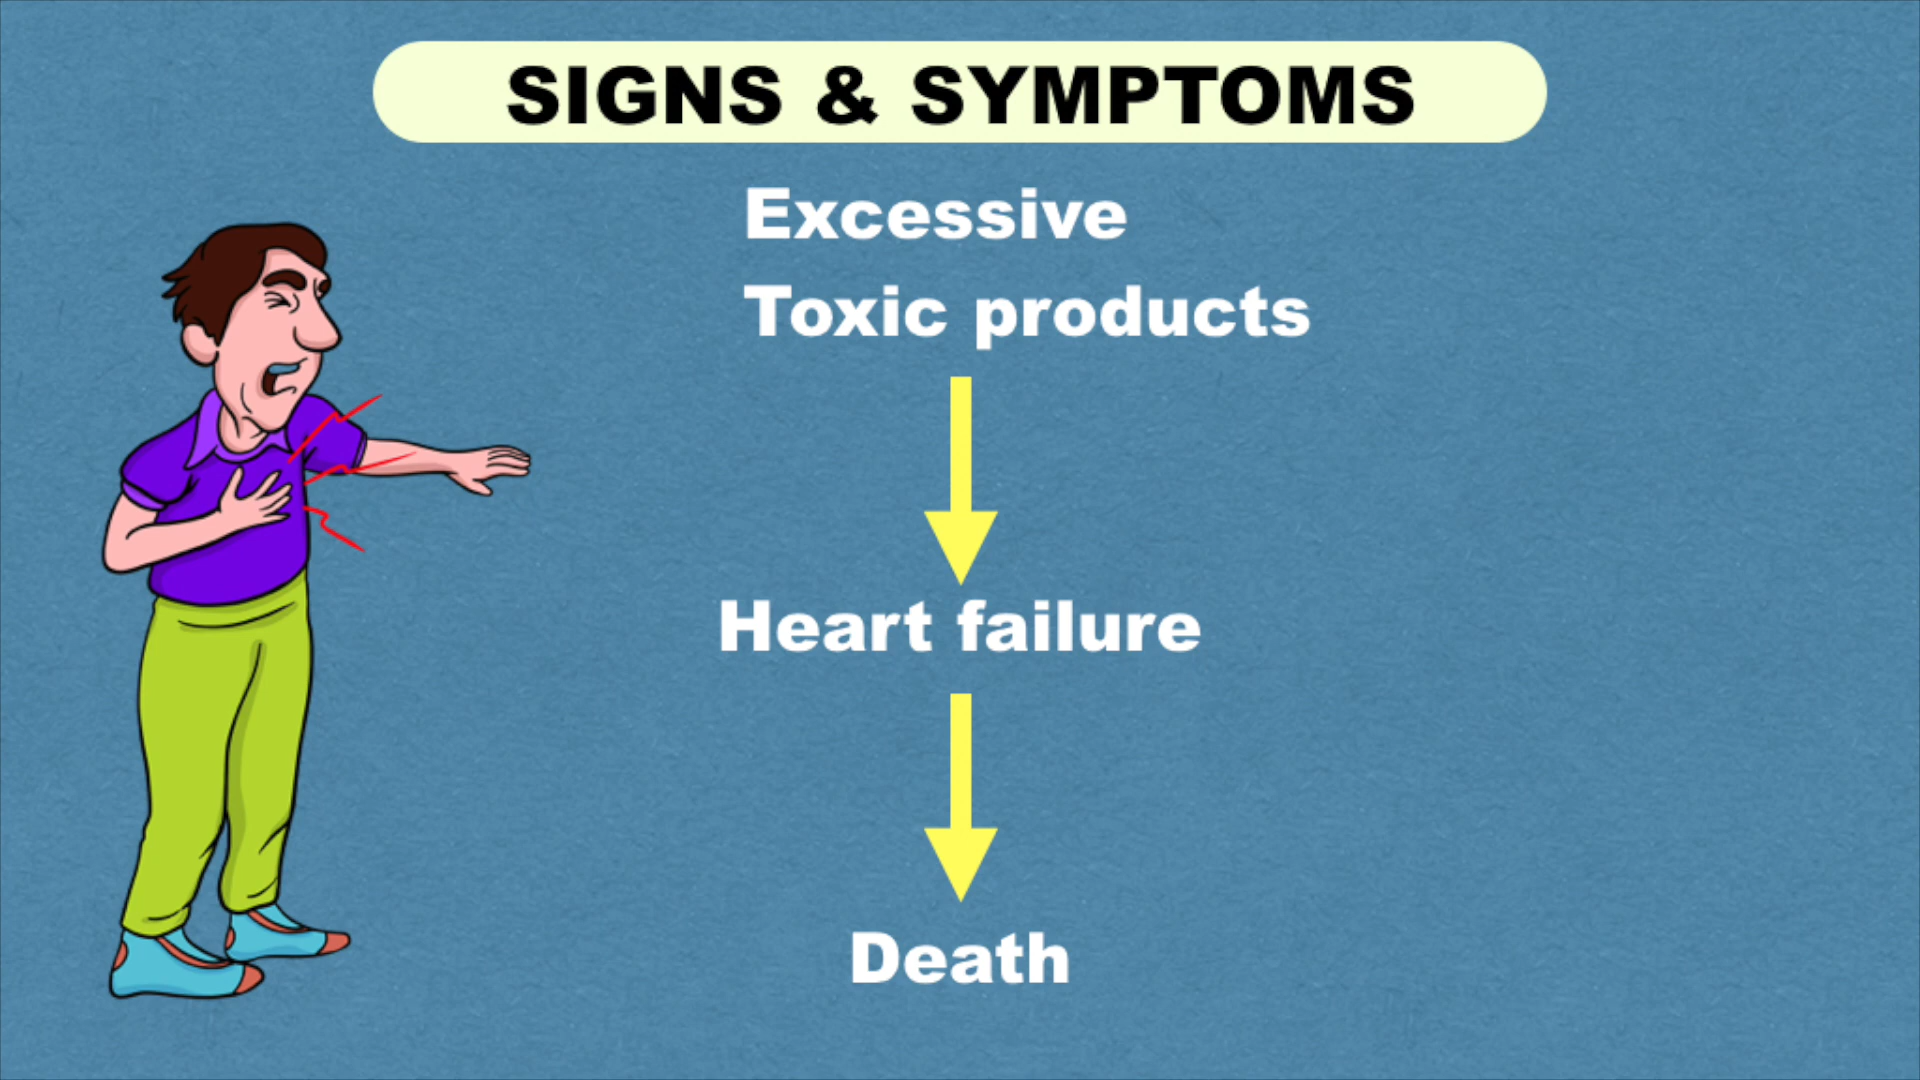 SIGNS & SYMPTOMS
Excessive
Toxic products
Heart failure
Death